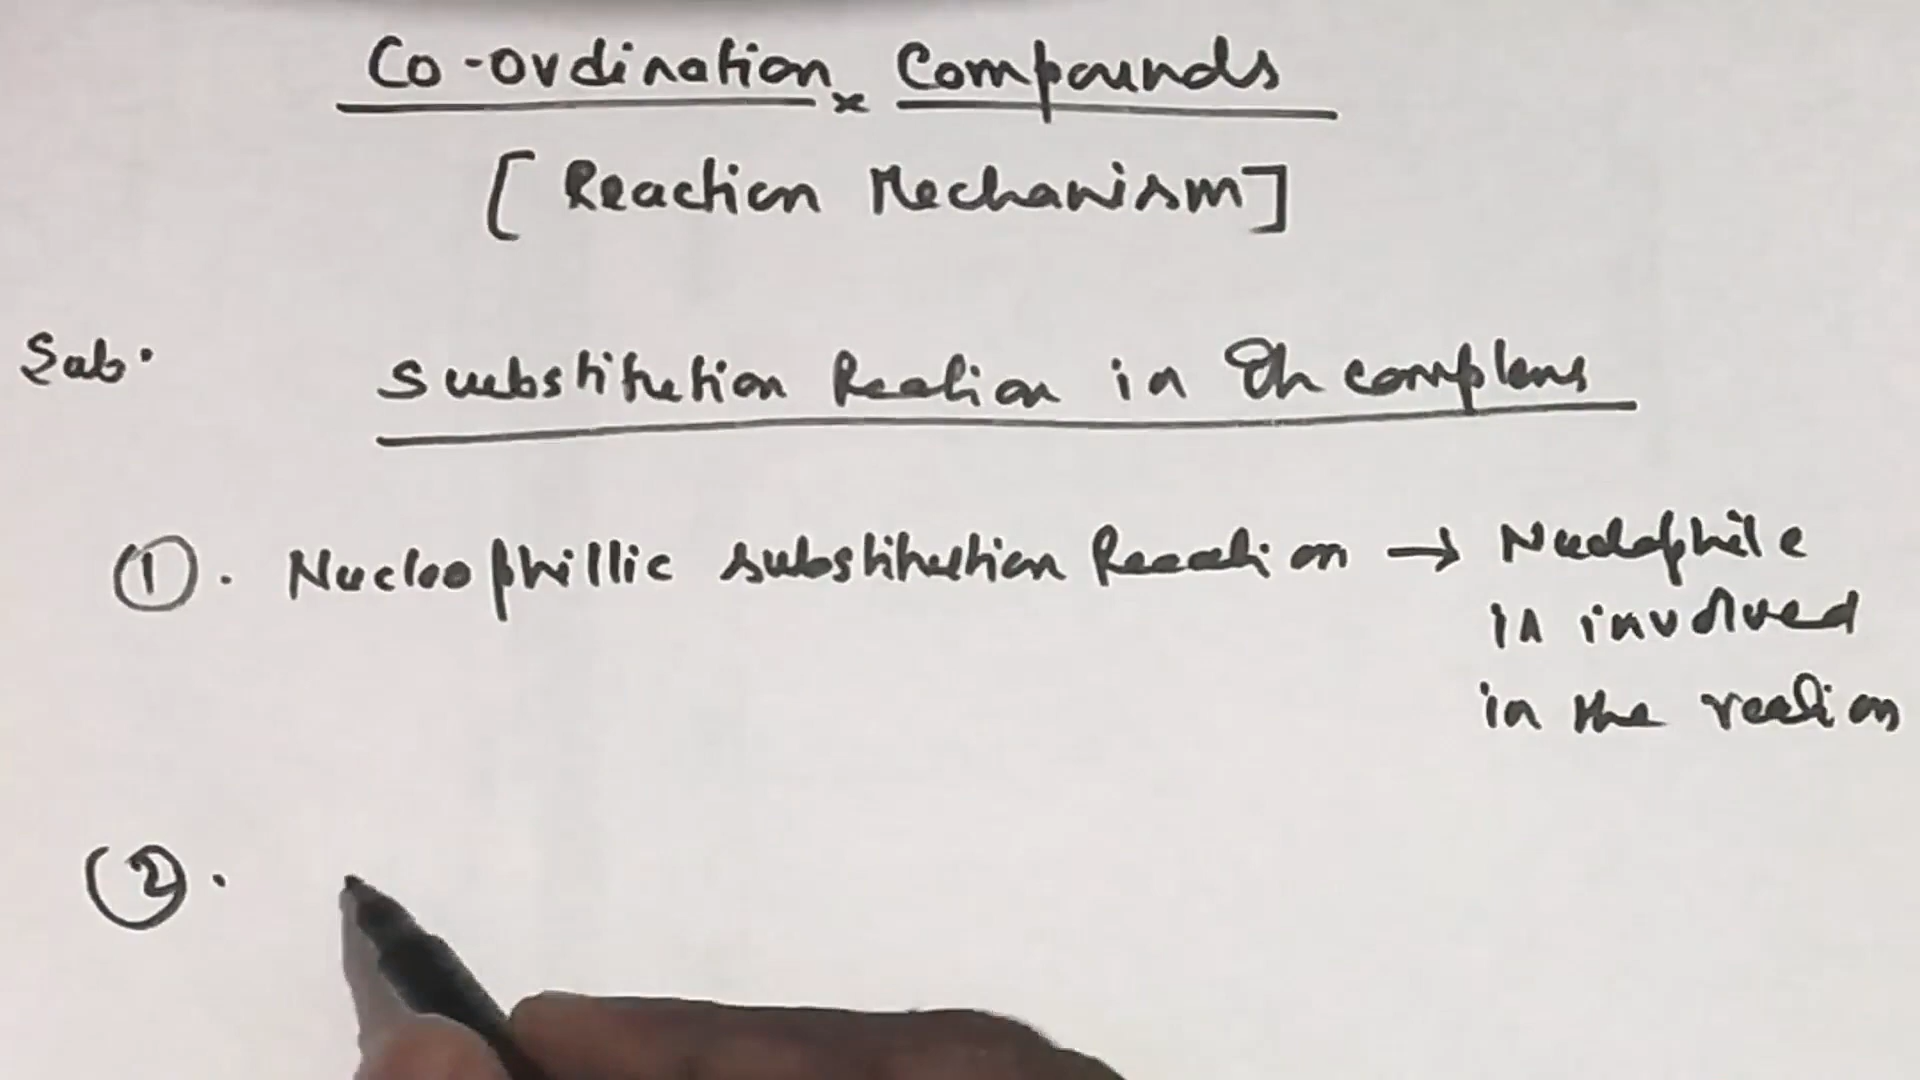 Co-ordination Compounds
[Reaction Mechanism]
Sub.
Substitution Reaction in Oh complexes
①. Nucleophillic substitution Reaction → Nucleophile
is involved
in the reaction
②.